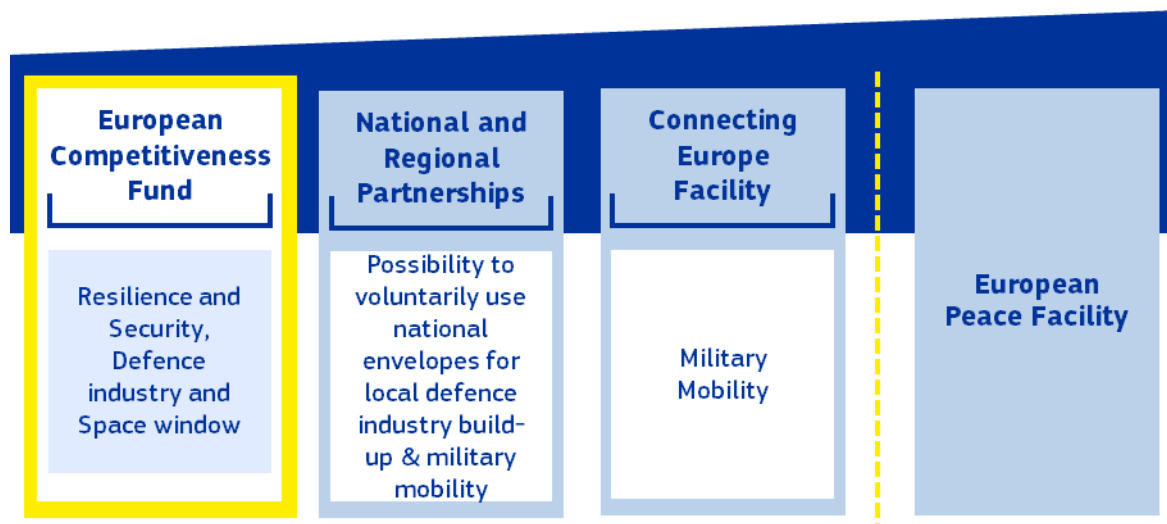 European
Competitiveness
Fund
Resilience and
Security,
Defence
industry and
Space window
National and
Regional
Partnerships
Possibility to
voluntarily use
national
envelopes for
local defence
industry build-
up & military
mobility
Connecting
Europe
Facility
Military
Mobility
European
Peace Facility